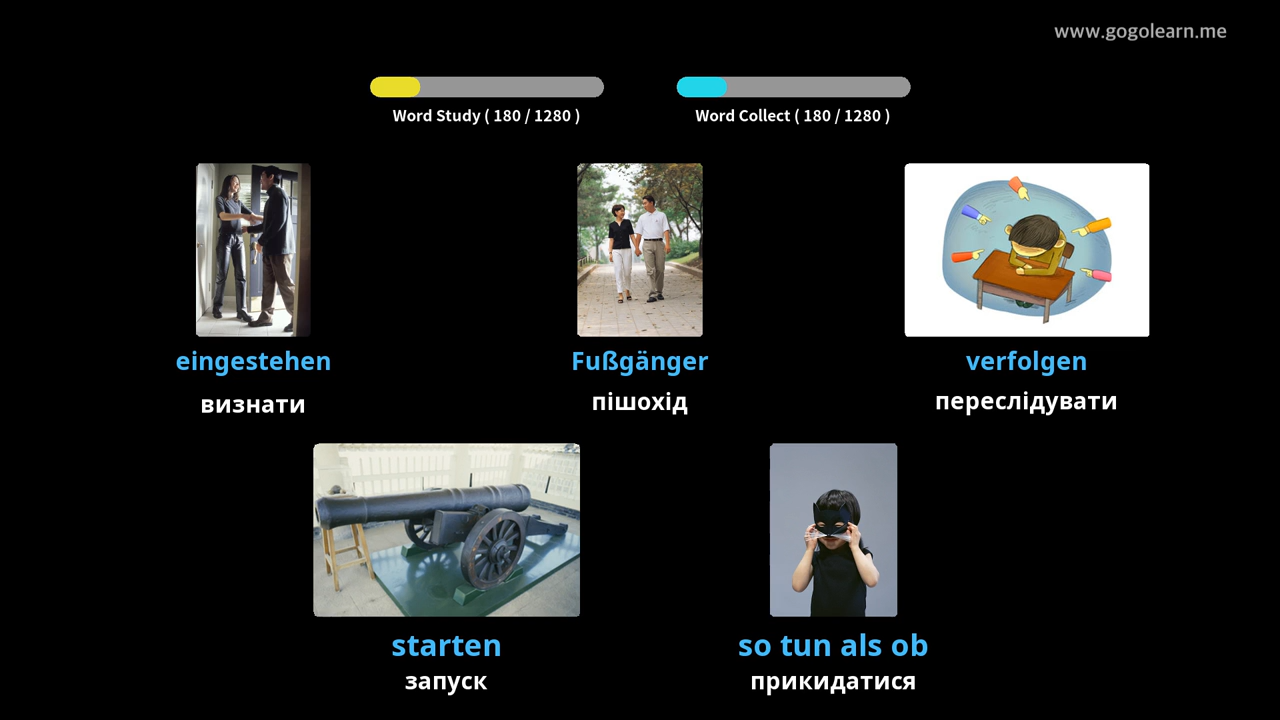 www.gogolearn.me
Word Study ( 180 / 1280 )
Word Collect ( 180 / 1280 )
eingestehen
визнати
Fußgänger
пішохід
verfolgen
переслідувати
starten
запуск
so tun als ob
прикидатися